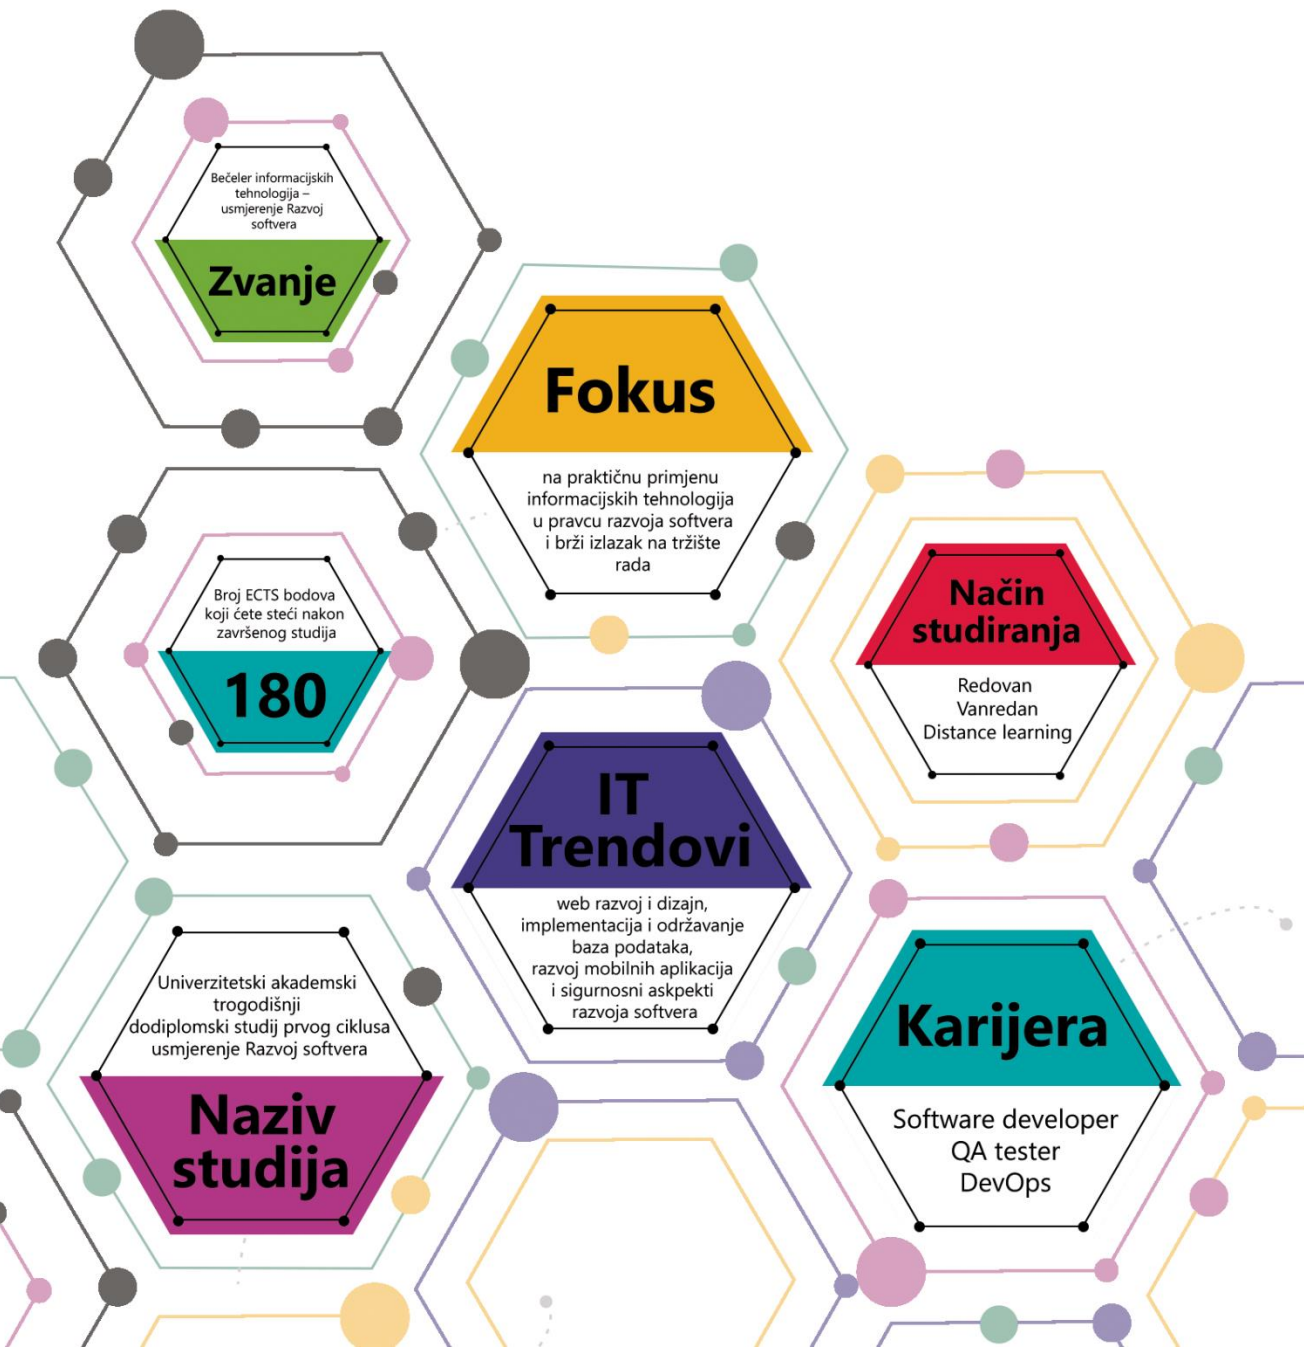 Bečeler informacijskih
tehnologija –
usmjerenje Razvoj
softvera
Zvanje
Fokus
na praktičnu primjenu
informacijskih tehnologija
u pravcu razvoja softvera
i brži izlazak na tržište
rada
Broj ECTS bodova
koji ćete steći nakon
završenog studija
180
Način
studiranja
Redovan
Vanredan
Distance learning
IT
Trendovi
web razvoj i dizajn,
implementacija i održavanje
baza podataka,
razvoj mobilnih aplikacija
i sigurnosni askpekti
razvoja softvera
Univerzitetski akademski
trogodišnji
dodiplomski studij prvog ciklusa
usmjerenje Razvoj softvera
Naziv
studija
Karijera
Software developer
QA tester
DevOps